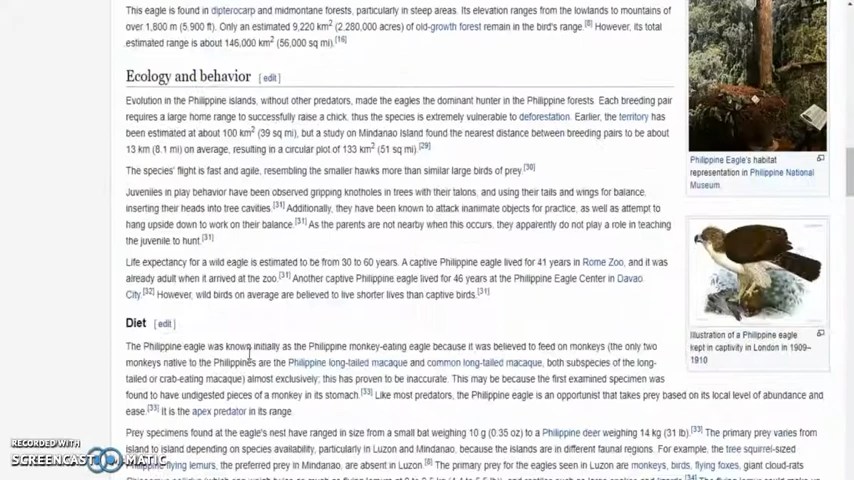 This eagle is found in dipterocarp and midmontane forests, particularly in steep areas. Its elevation ranges from the lowlands to mountains of
over 1,800 m (5,900 ft). Only an estimated 9,220 km2 (2,280,000 acres) of old-growth forest remain in the bird's range.[8] However, its total
estimated range is about 146,000 km2 (56,000 sq mi).[16]
Ecology and behavior [ edit ]
Evolution in the Philippine islands, without other predators, made the eagles the dominant hunter in the Philippine forests. Each breeding pair
requires a large home range to successfully raise a chick, thus the species is extremely vulnerable to deforestation. Earlier, the territory has
been estimated at about 100 km2 (39 sq mi), but a study on Mindanao Island found the nearest distance between breeding pairs to be about
13 km (8.1 mi) on average, resulting in a circular plot of 133 km2 (51 sq mi).[29]
The species' flight is fast and agile, resembling the smaller hawks more than similar large birds of prey.[30]
Juveniles in play behavior have been observed gripping knotholes in trees with their talons, and using their tails and wings for balance,
inserting their heads into tree cavities.[31] Additionally, they have been known to attack inanimate objects for practice, as well as attempt to
hang upside down to work on their balance.[31] As the parents are not nearby when this occurs, they apparently do not play a role in teaching
the juvenile to hunt.[31]
Life expectancy for a wild eagle is estimated to be from 30 to 60 years. A captive Philippine eagle lived for 41 years in Rome Zoo, and it was
already adult when it arrived at the zoo.[31] Another captive Philippine eagle lived for 46 years at the Philippine Eagle Center in Davao
City.[32] However, wild birds on average are believed to live shorter lives than captive birds.[31]
Diet [ edit ]
The Philippine eagle was known initially as the Philippine monkey-eating eagle because it was believed to feed on monkeys (the only two
monkeys native to the Philippines are the Philippine long-tailed macaque and common long-tailed macaque, both subspecies of the long-
tailed or crab-eating macaque) almost exclusively; this has proven to be inaccurate. This may be because the first examined specimen was
found to have undigested pieces of a monkey in its stomach.[33] Like most predators, the Philippine eagle is an opportunist that takes prey based on its local level of abundance and
ease.[33] It is the apex predator in its range.
Prey specimens found at the eagle's nest have ranged in size from a small bat weighing 10 g (0.35 oz) to a Philippine deer weighing 14 kg (31 lb).[33] The primary prey varies from
island to island depending on species availability, particularly in Luzon and Mindanao, because the islands are in different faunal regions. For example, the tree squirrel-sized
Philippine flying lemurs, the preferred prey in Mindanao, are absent in Luzon.[8] The primary prey for the eagles seen in Luzon are monkeys, birds, flying foxes, giant cloud-rats
Philippine Eagle's habitat
representation in Philippine National
Museum.
Illustration of a Philippine eagle
kept in captivity in London in 1909–
1910
RECORDED WITH
SCREENCAST MATIC